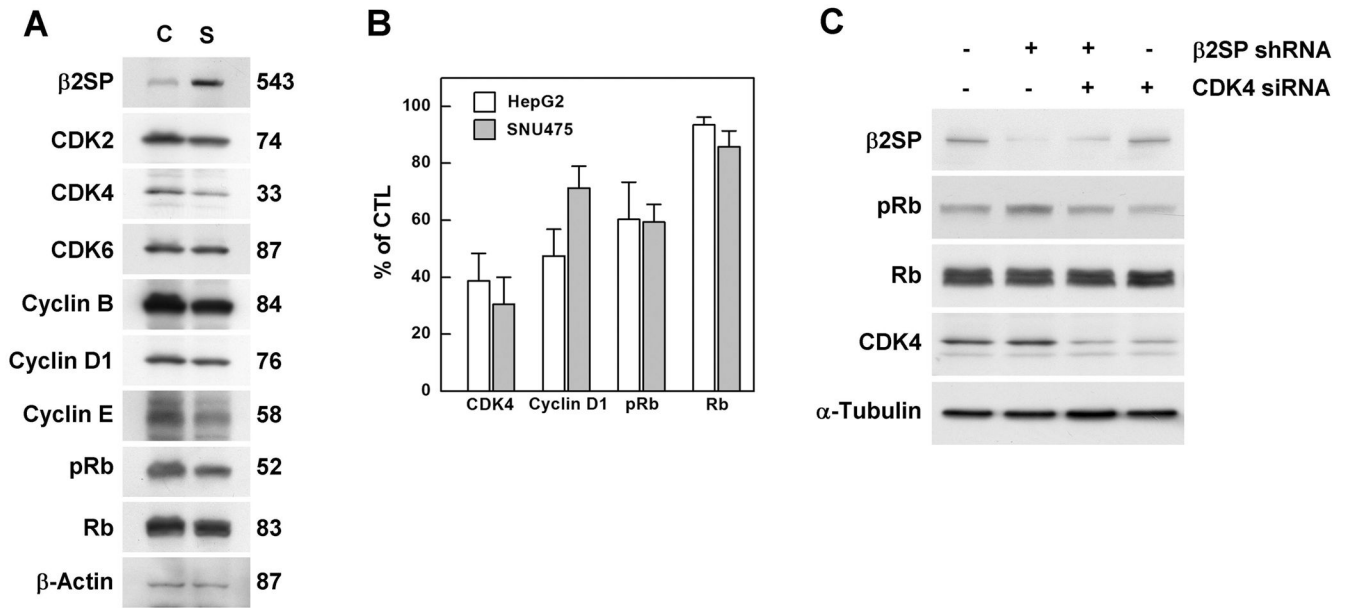 A
C S
β2SP 543
CDK2 74
CDK4 33
CDK6 87
Cyclin B 84
Cyclin D1 76
Cyclin E 58
pRb 52
Rb 83
β-Actin 87
B
HepG2
SNU475
% of CTL
100
80
60
40
20
0
CDK4 Cyclin D1 pRb Rb
C
- + + - β2SP shRNA
- - + + CDK4 siRNA
β2SP
pRb
Rb
CDK4
α-Tubulin